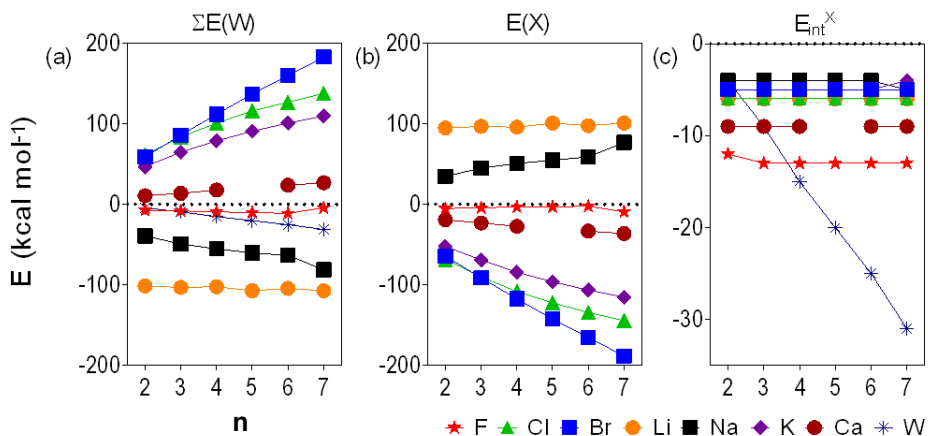 ΣE(W)
E(X)
E_int^X
(a)
(b)
(c)
E (kcal mol-1)
200
100
0
-100
-200
200
100
0
-100
-200
0
-10
-20
-30
2 3 4 5 6 7
2 3 4 5 6 7
2 3 4 5 6 7
n
F Cl Br Li Na K Ca W